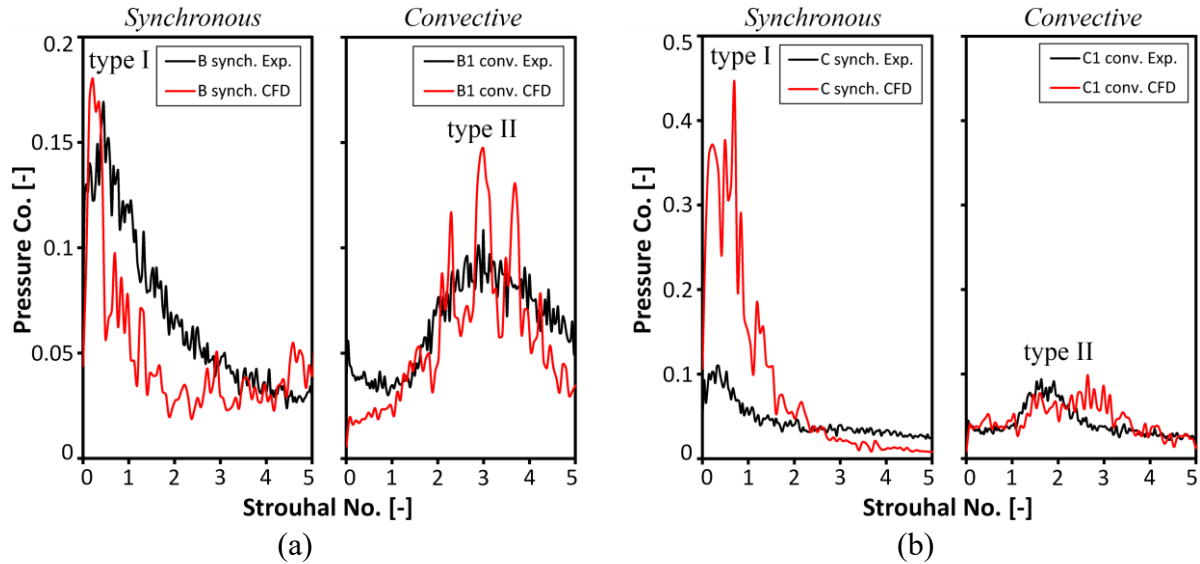 Synchronous
Convective
type I
B synch. Exp.
B synch. CFD
B1 conv. Exp.
B1 conv. CFD
type II
Pressure Co. [-]
0.2
0.15
0.1
0.05
0
0 1 2 3 4 5
0 1 2 3 4 5
Strouhal No. [-]
(a)
Synchronous
Convective
type I
C synch. Exp.
C synch. CFD
C1 conv. Exp.
C1 conv. CFD
type II
Pressure Co. [-]
0.5
0.4
0.3
0.2
0.1
0
0 1 2 3 4 5
0 1 2 3 4 5
Strouhal No. [-]
(b)